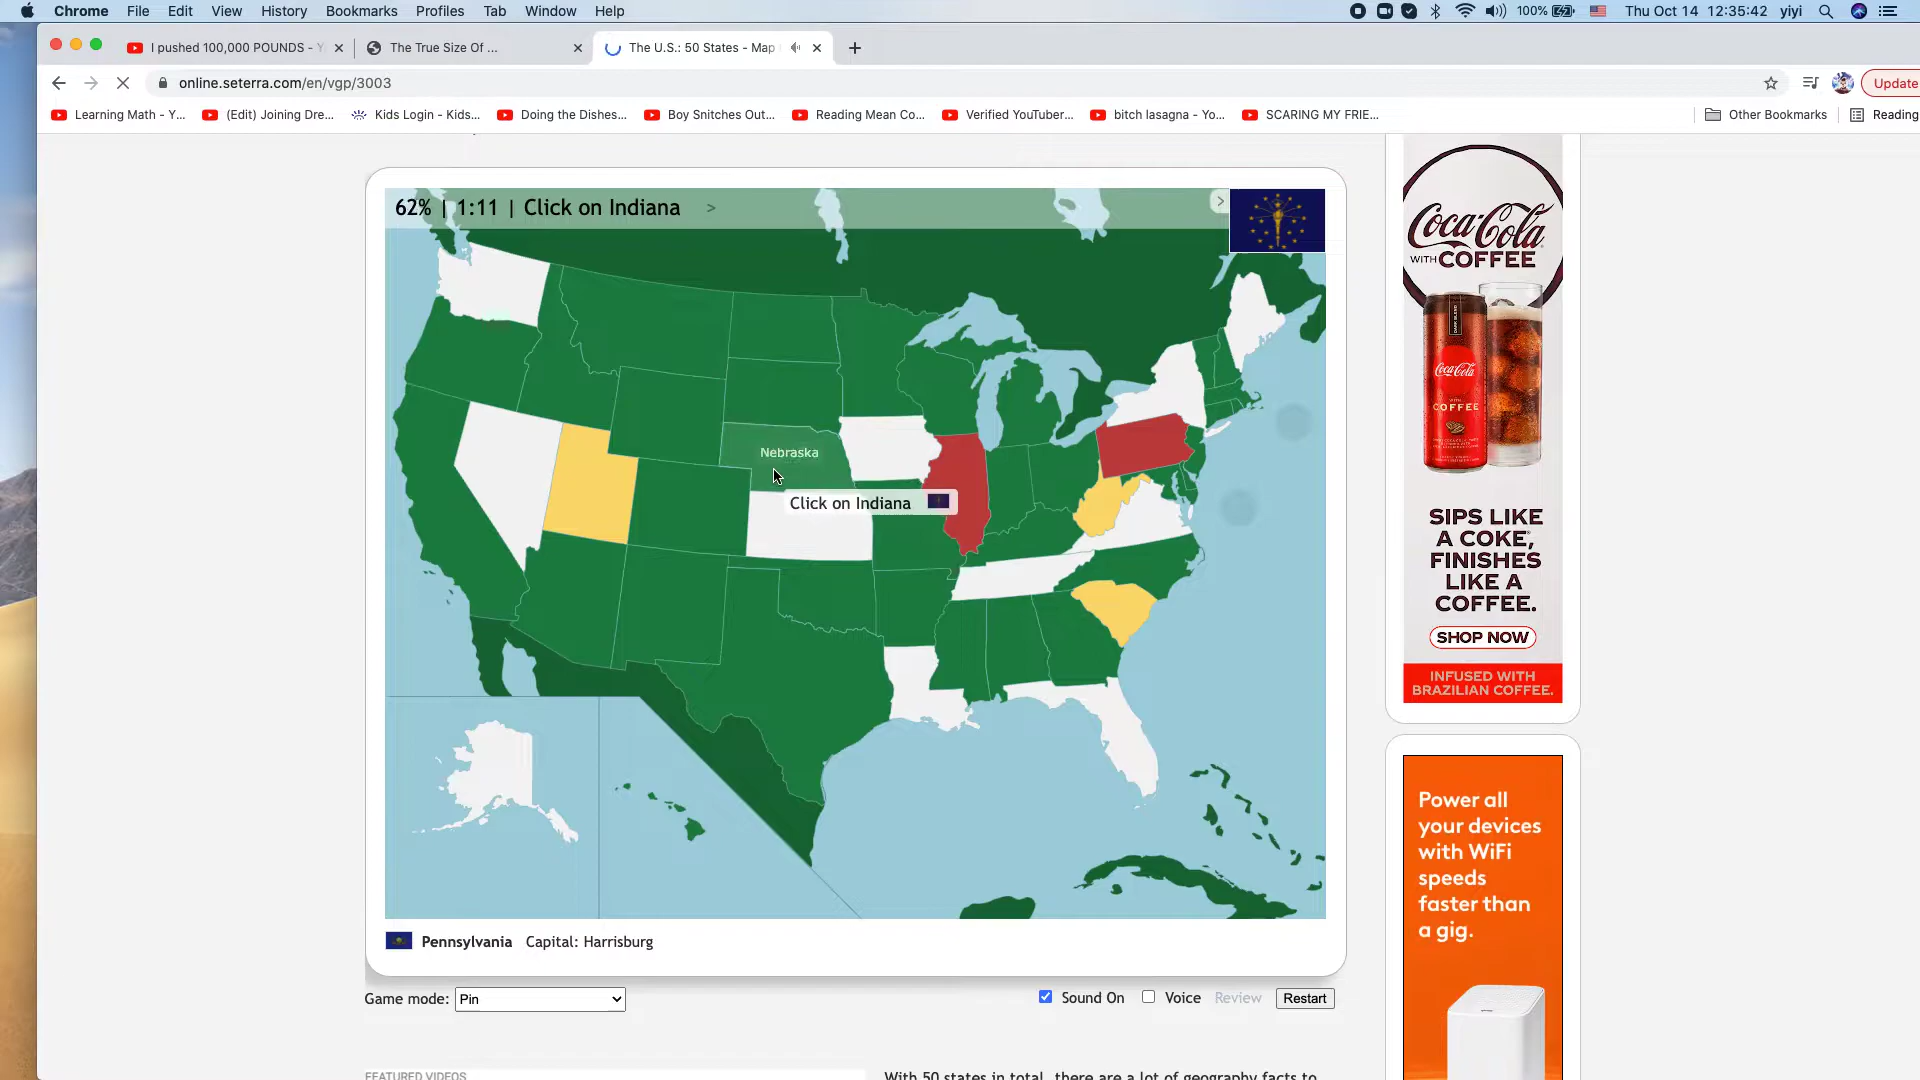 Chrome File Edit View History Bookmarks Profiles Tab Window Help 100% Thu Oct 14 12:35:42 yiyi
I pushed 100,000 POUNDS - Y
The True Size Of ...
The U.S.: 50 States - Map
online.seterra.com/en/vgp/3003
Update
Learning Math - Y...
(Edit) Joining Dre...
Kids Login - Kids...
Doing the Dishes...
Boy Snitches Out...
Reading Mean Co...
Verified YouTuber...
bitch lasagna - Yo...
SCARING MY FRIE...
Other Bookmarks
Reading
62% | 1:11 | Click on Indiana >
Nebraska
Click on Indiana
Pennsylvania Capital: Harrisburg
Game mode: Pin
Sound On Voice Review Restart
FEATURED VIDEOS
With 50 states in total, there are a lot of geography facts to
Coca-Cola
WITH COFFEE
Coca-Cola
WITH
COFFEE
SIPS LIKE
A COKE,
FINISHES
LIKE A
COFFEE.
SHOP NOW
INFUSED WITH
BRAZILIAN COFFEE.
Power all
your devices
with WiFi
speeds
faster than
a gig.